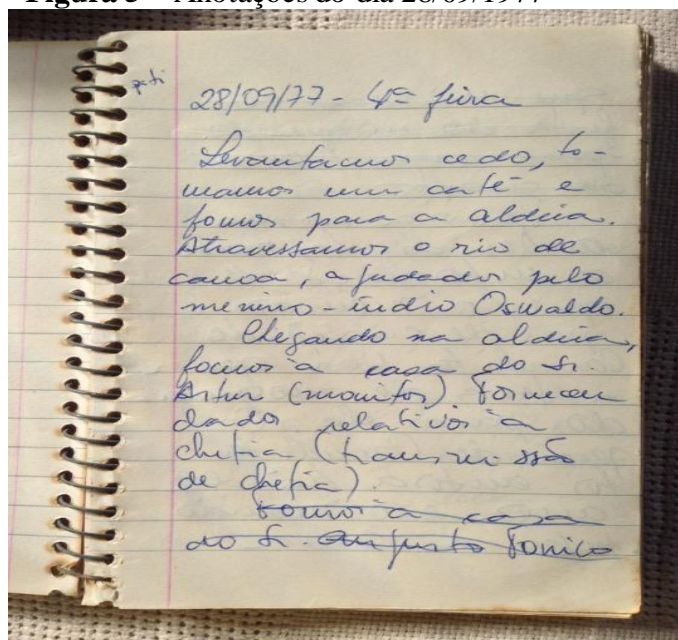 Figura 3 – Anotações do dia 28/09/1977
28/09/77 - 4ª feira
Levantamos cedo, to-
mamos um café e
fomos para a aldeia.
Atravessamos o rio de
canoa, ajudados pelo
menino-índio Oswaldo.
Chegando na aldeia,
fomos à casa do Sr.
Artur (monitor). Forneceu
dados relativos à
chefia (transmissão
de chefia).
Fomos à casa
do Sr. Augusto Tonico